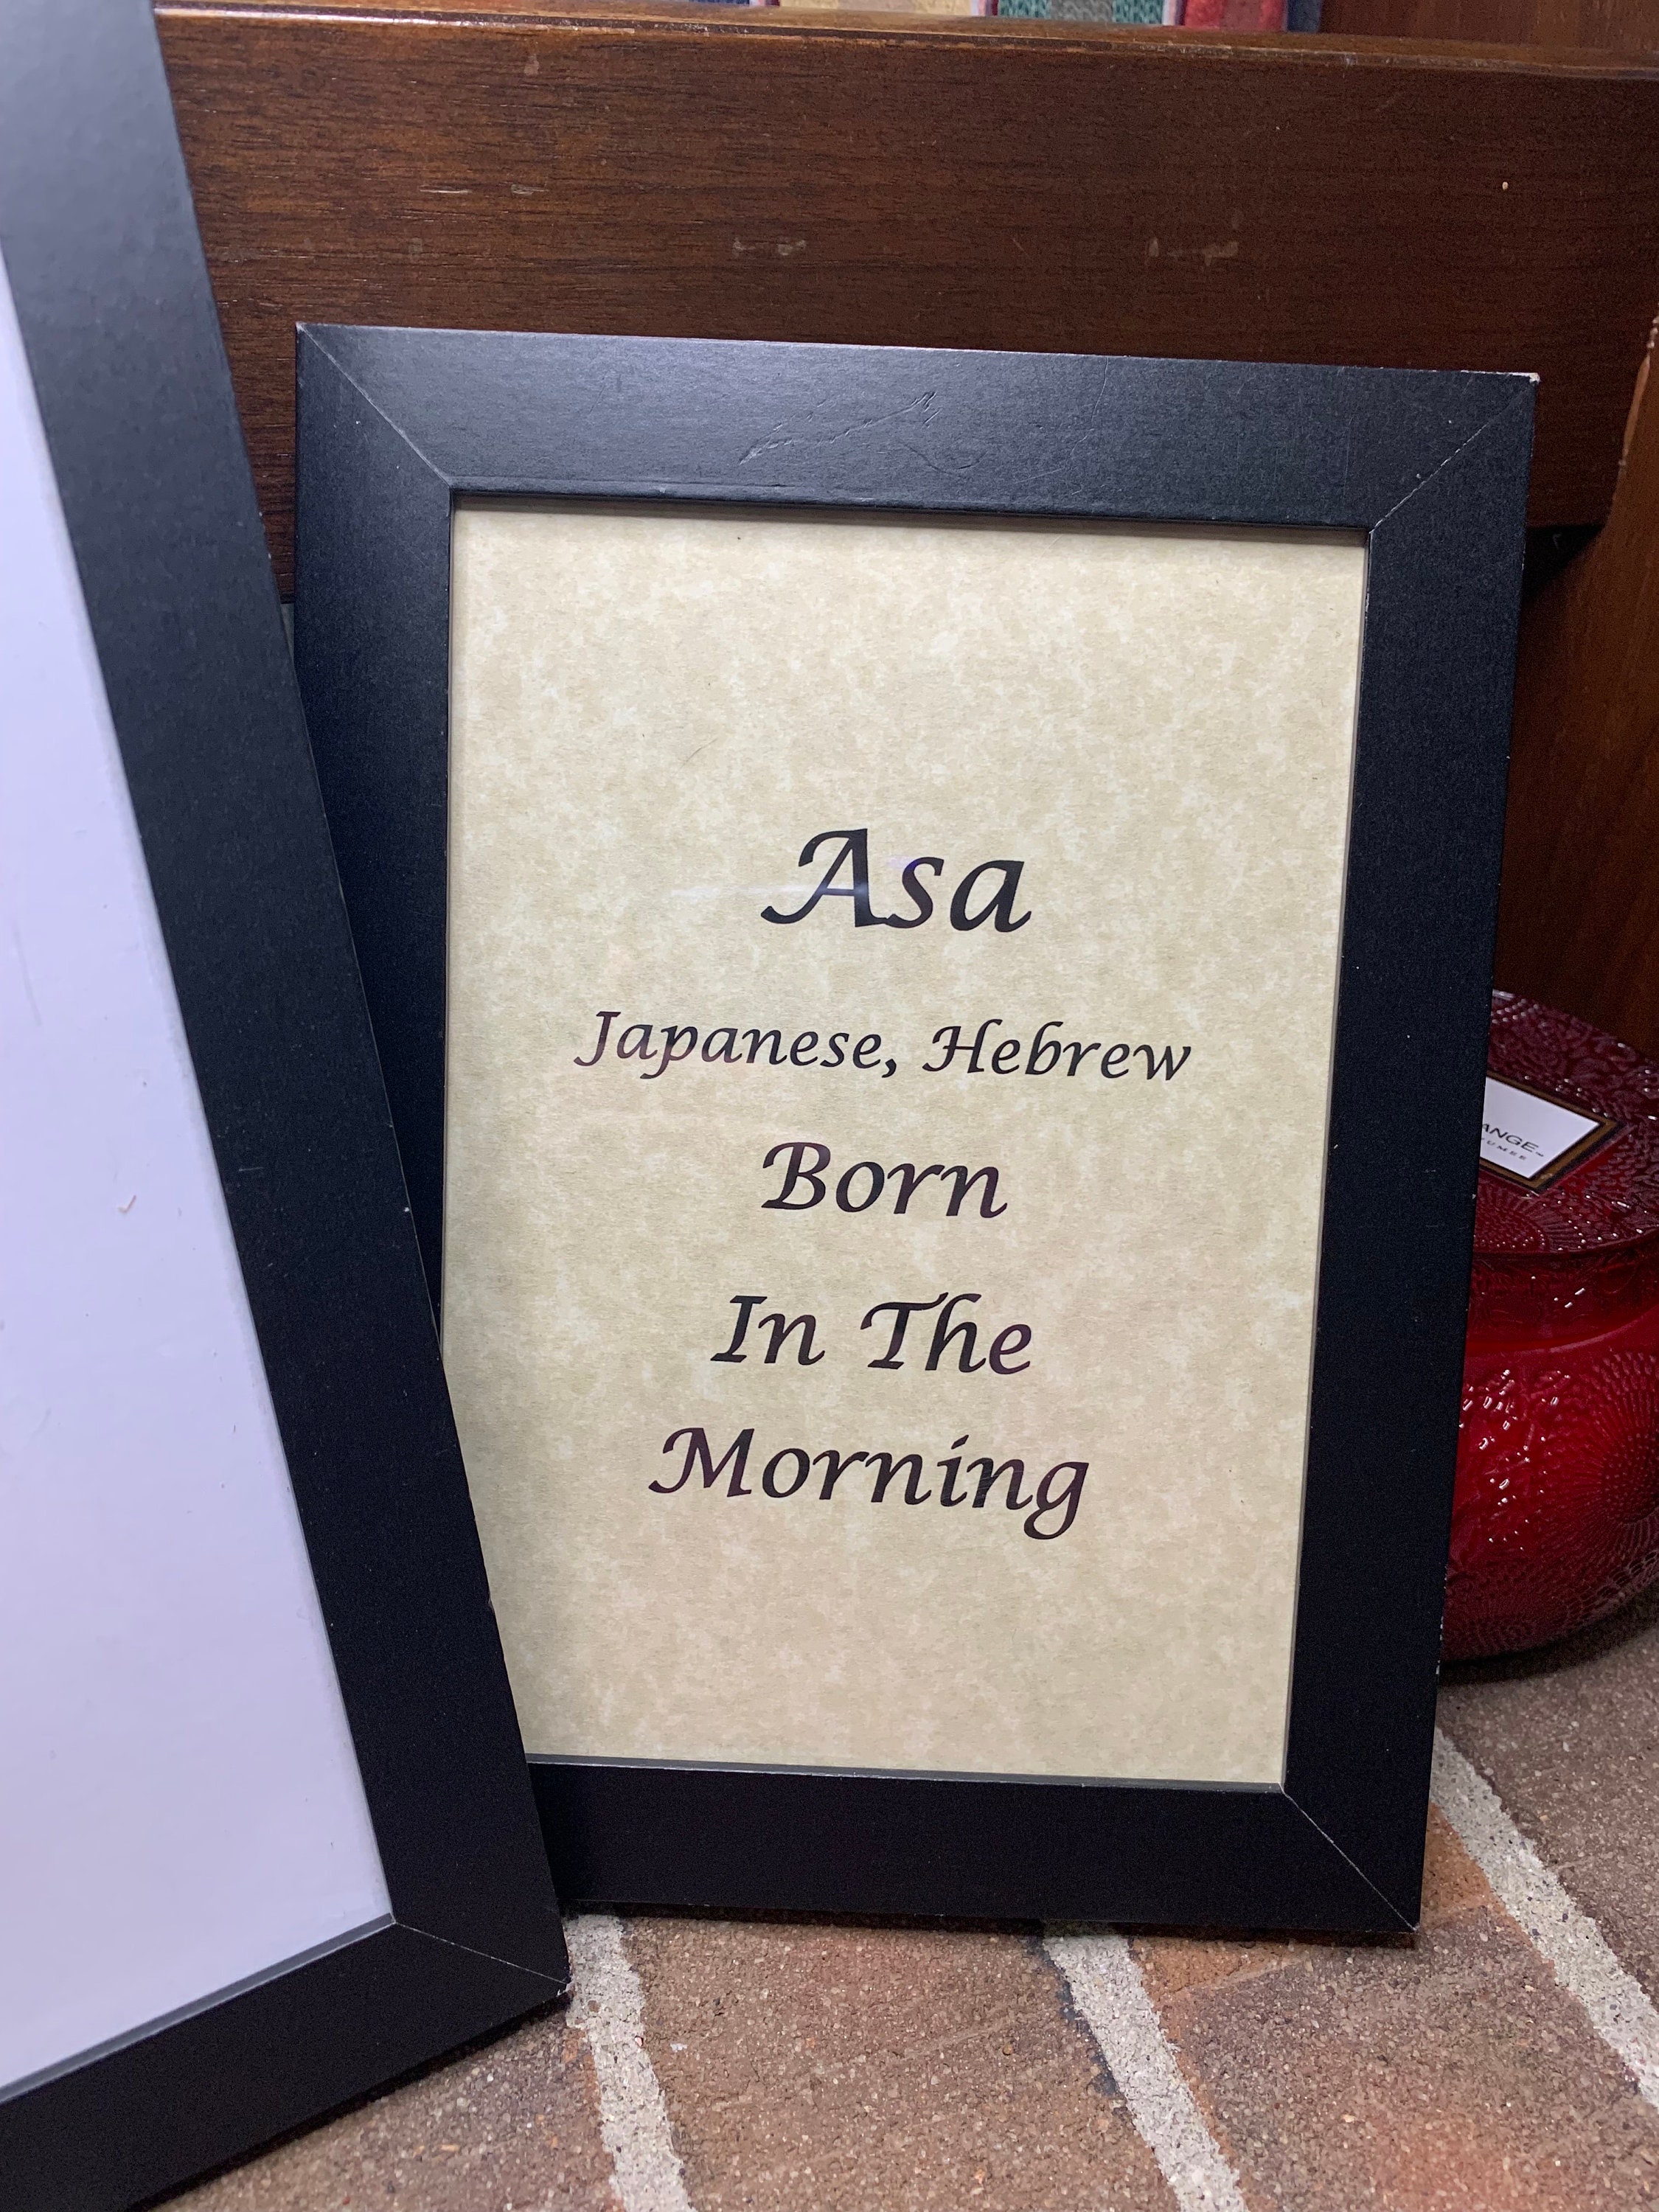 Asa
Japanese, Hebrew
Born
In The
Morning